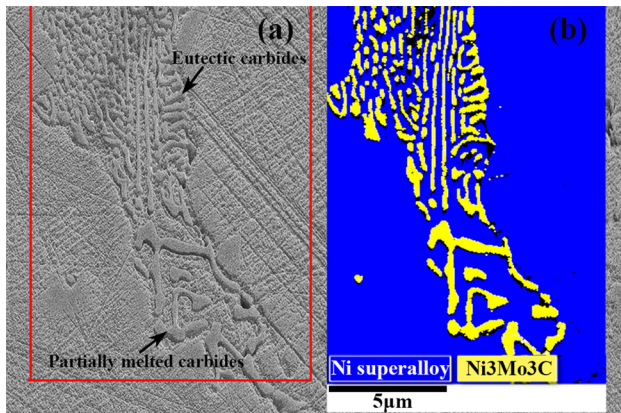 (a)
Eutectic carbides
Partially melted carbides
(b)
Ni superalloy
Ni3Mo3C
5μm